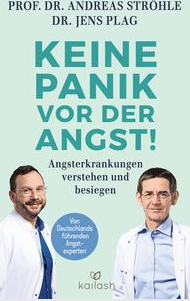 PROF. DR. ANDREAS STRÖHLE
DR. JENS PLAG
KEINE
PANIK
VOR DER
ANGST!
Angsterkrankungen
verstehen und
besiegen
Von
Deutschlands
führenden
Angst-
experten
kailash